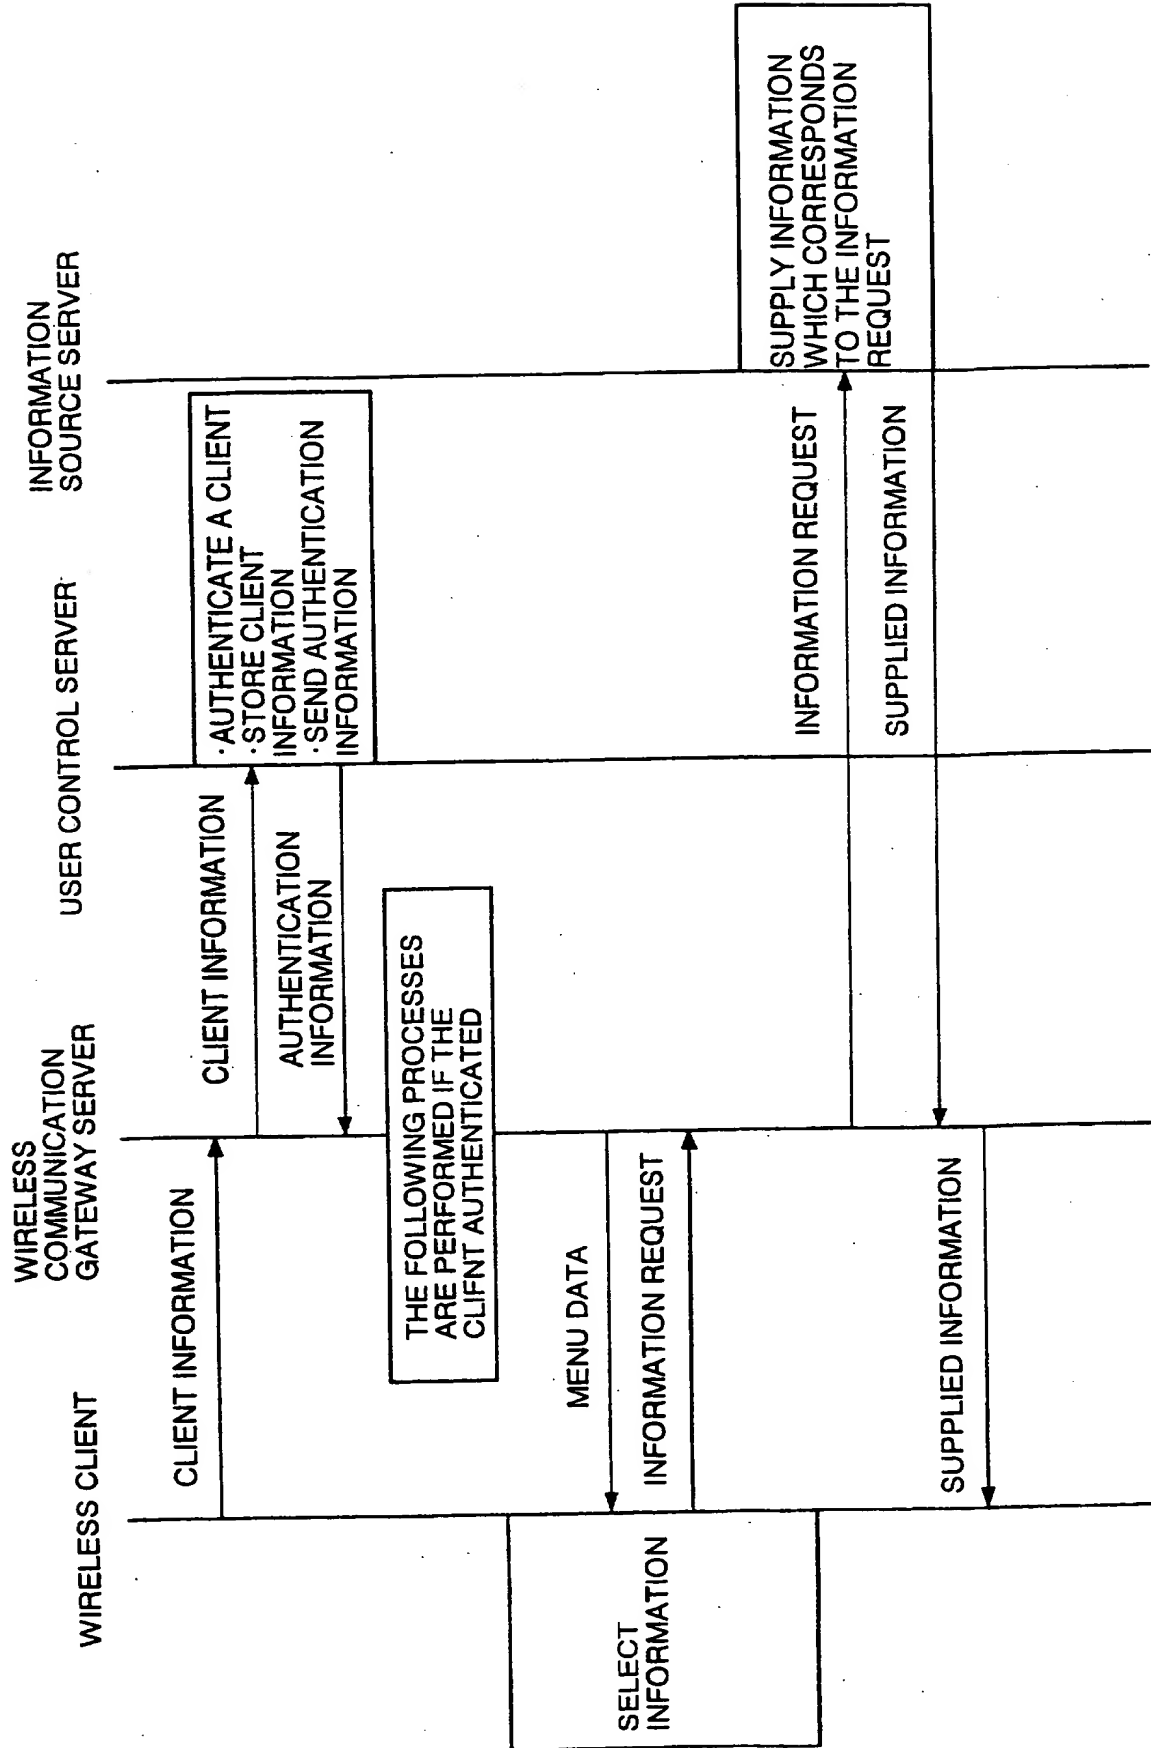 WIRELESS CLIENT
WIRELESS
COMMUNICATION
GATEWAY SERVER
USER CONTROL SERVER
INFORMATION
SOURCE SERVER
CLIENT INFORMATION
CLIENT INFORMATION
·AUTHENTICATE A CLIENT
·STORE CLIENT
INFORMATION
·SEND AUTHENTICATION
INFORMATION
AUTHENTICATION
INFORMATION
THE FOLLOWING PROCESSES
ARE PERFORMED IF THE
CLIFNT AUTHENTICATED
MENU DATA
SELECT
INFORMATION
INFORMATION REQUEST
INFORMATION REQUEST
SUPPLY INFORMATION
WHICH CORRESPONDS
TO THE INFORMATION
REQUEST
SUPPLIED INFORMATION
SUPPLIED INFORMATION